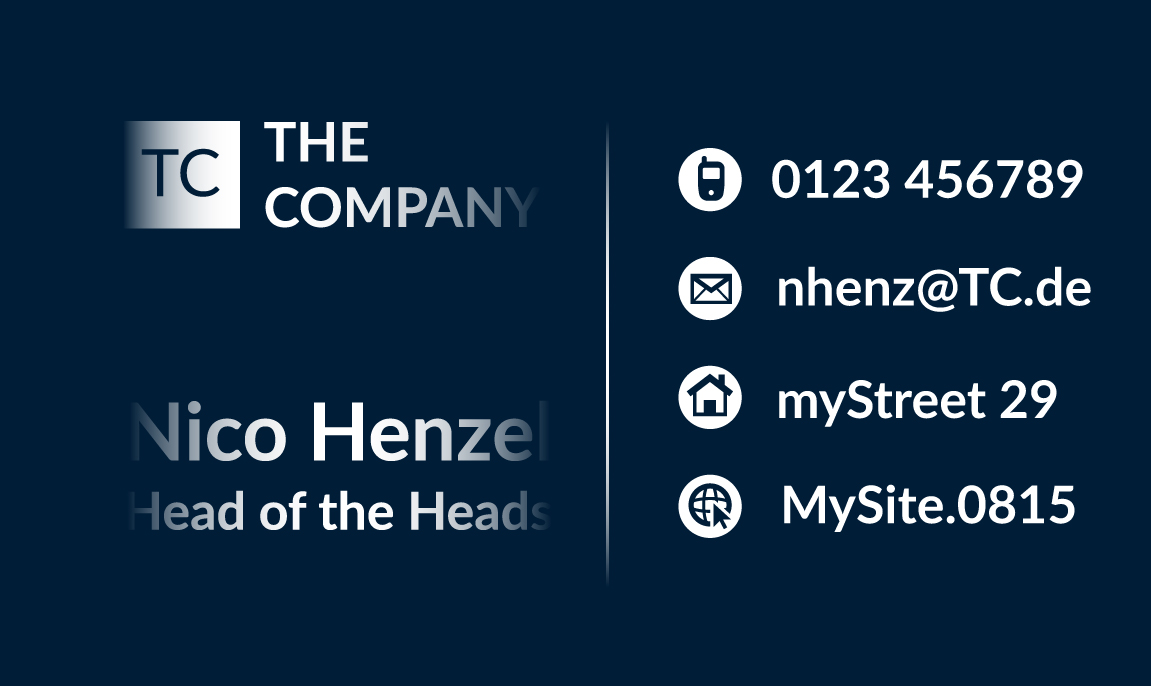 TC
THE
COMPANY
Nico Henzel
Head of the Heads
0123 456789
nhenz@TC.de
myStreet 29
MySite.0815